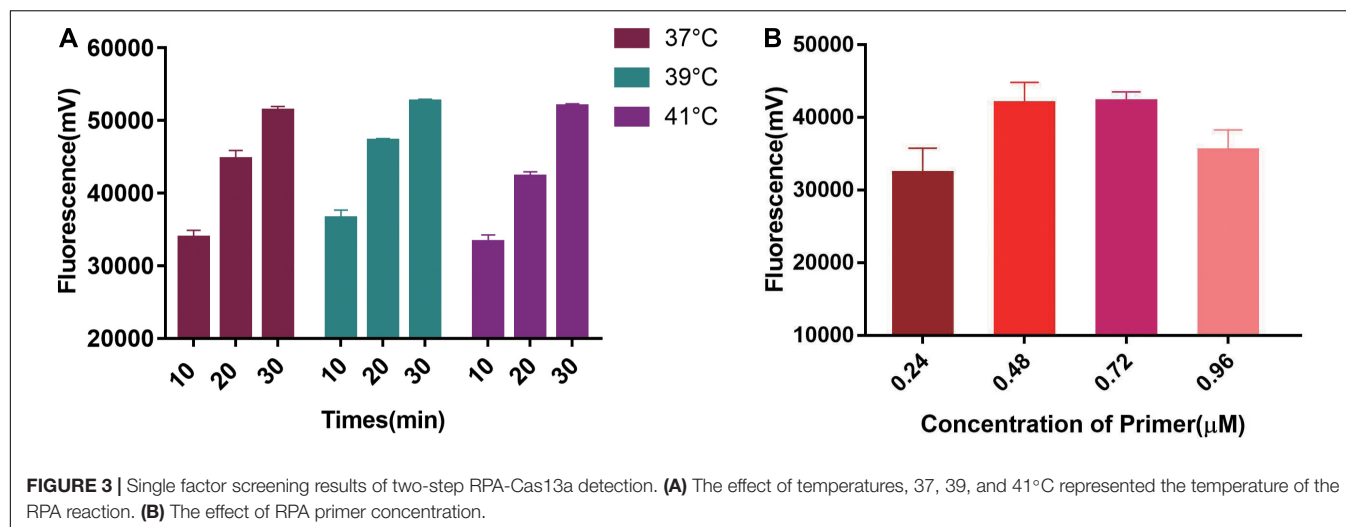 A
Fluorescence(mV)
60000
50000
40000
30000
20000
10
20
30
10
20
30
10
20
30
Times(min)
37°C
39°C
41°C
B
Fluorescence(mV)
50000
40000
30000
20000
10000
0.24
0.48
0.72
0.96
Concentration of Primer(μM)
FIGURE 3 | Single factor screening results of two-step RPA-Cas13a detection. (A) The effect of temperatures, 37, 39, and 41°C represented the temperature of the
RPA reaction. (B) The effect of RPA primer concentration.